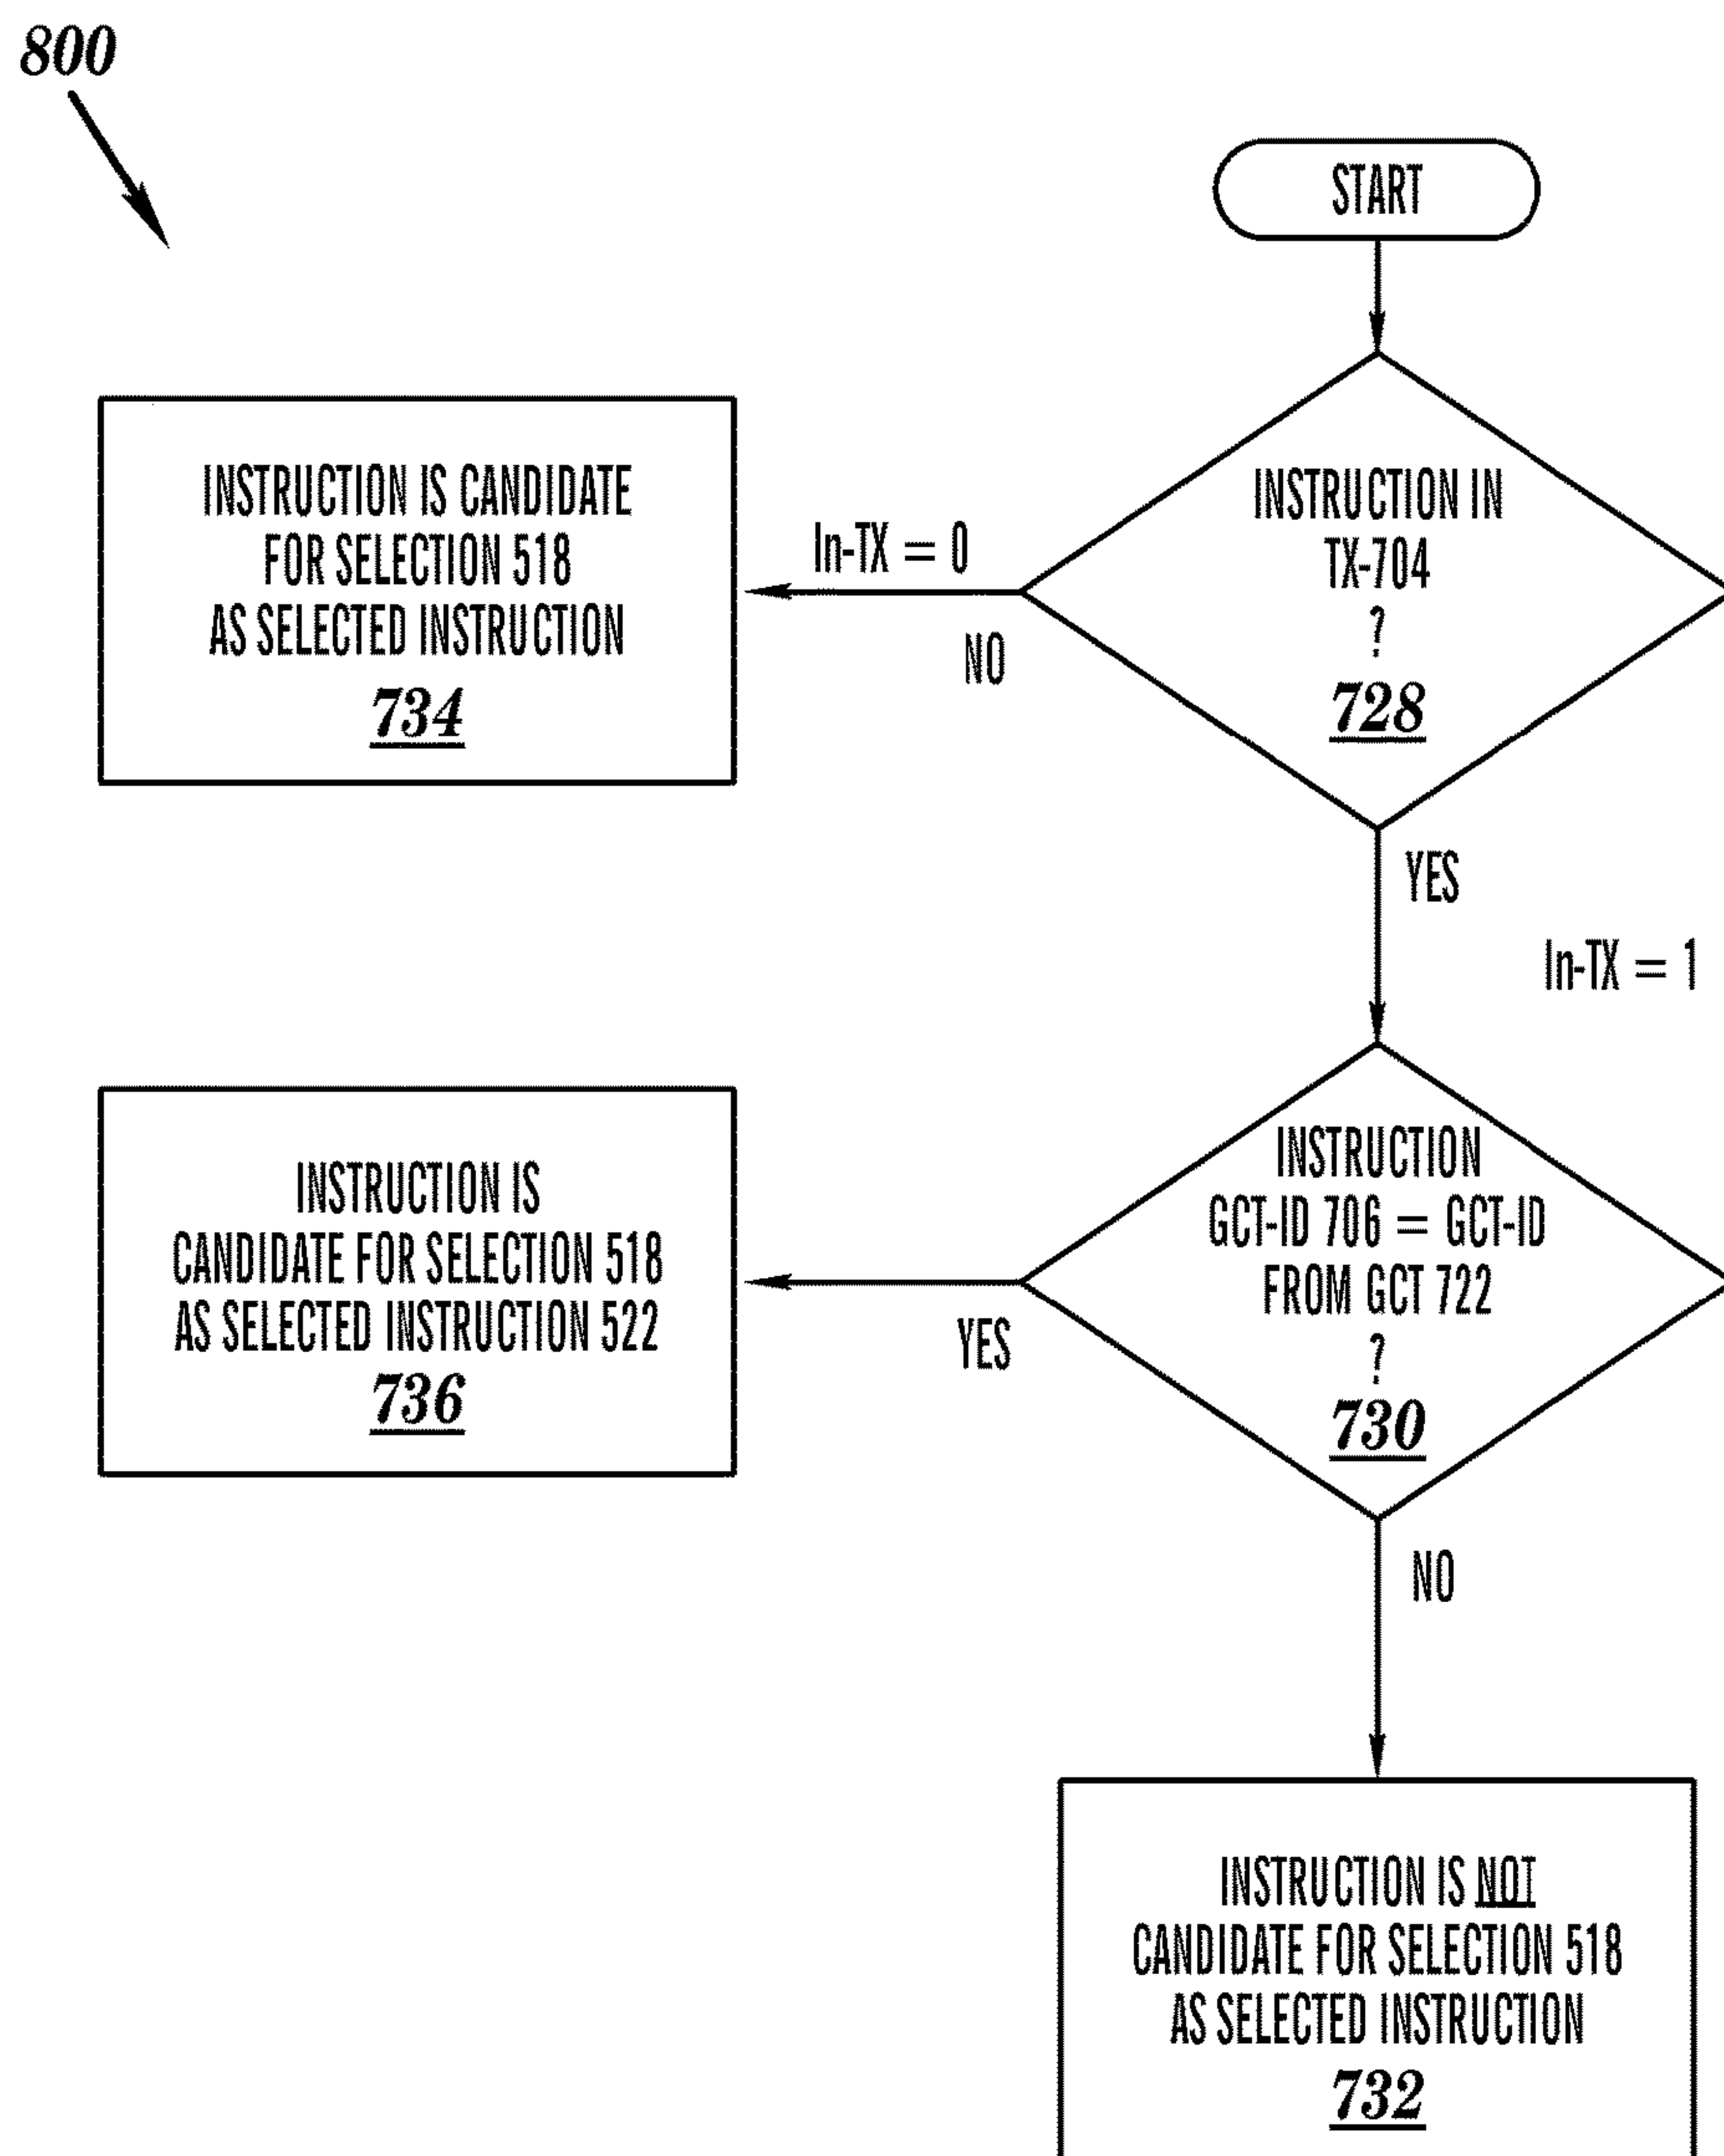 800
START
INSTRUCTION IN
TX-704
?
728
In-TX = 0
NO
INSTRUCTION IS CANDIDATE
FOR SELECTION 518
AS SELECTED INSTRUCTION
734
YES
In-TX = 1
INSTRUCTION
GCT-ID 706 = GCT-ID
FROM GCT 722
?
730
YES
INSTRUCTION IS
CANDIDATE FOR SELECTION 518
AS SELECTED INSTRUCTION 522
736
NO
INSTRUCTION IS NOT
CANDIDATE FOR SELECTION 518
AS SELECTED INSTRUCTION
732